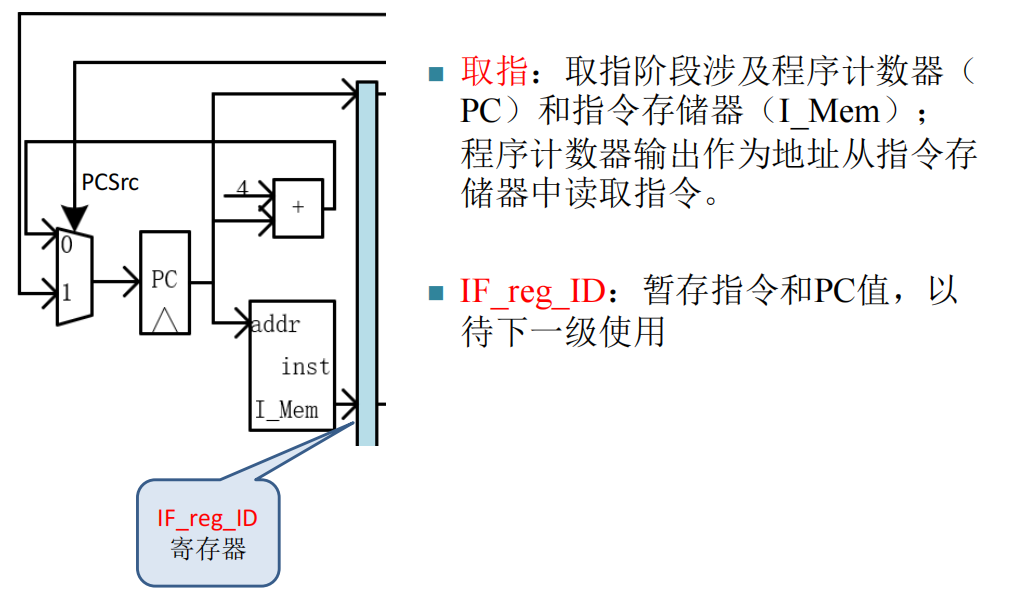 PCSrc
4
+
0
1
PC
addr
inst
I_Mem
IF_reg_ID
寄存器
取指：取指阶段涉及程序计数器（
PC）和指令存储器（I_Mem）；
程序计数器输出作为地址从指令存
储器中读取指令。
IF_reg_ID：暂存指令和PC值，以
待下一级使用